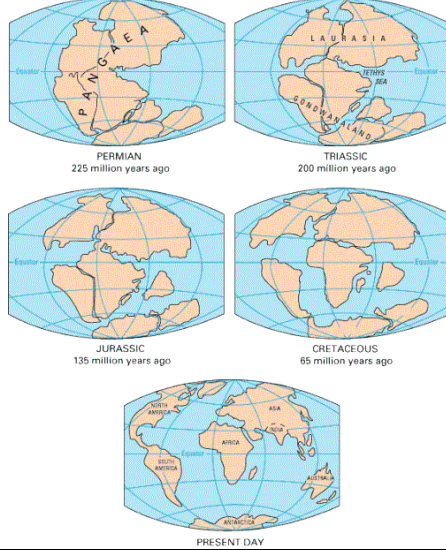 PANGAEA
Equator
PERMIAN
225 million years ago
LAURASIA
Equator
TETHYS
SEA
GONDWANALAND
TRIASSIC
200 million years ago
Equator
JURASSIC
135 million years ago
Equator
CRETACEOUS
65 million years ago
NORTH
AMERICA
ASIA
INDIA
AFRICA
Equator
SOUTH
AMERICA
AUSTRALIA
ANTARCTICA
PRESENT DAY